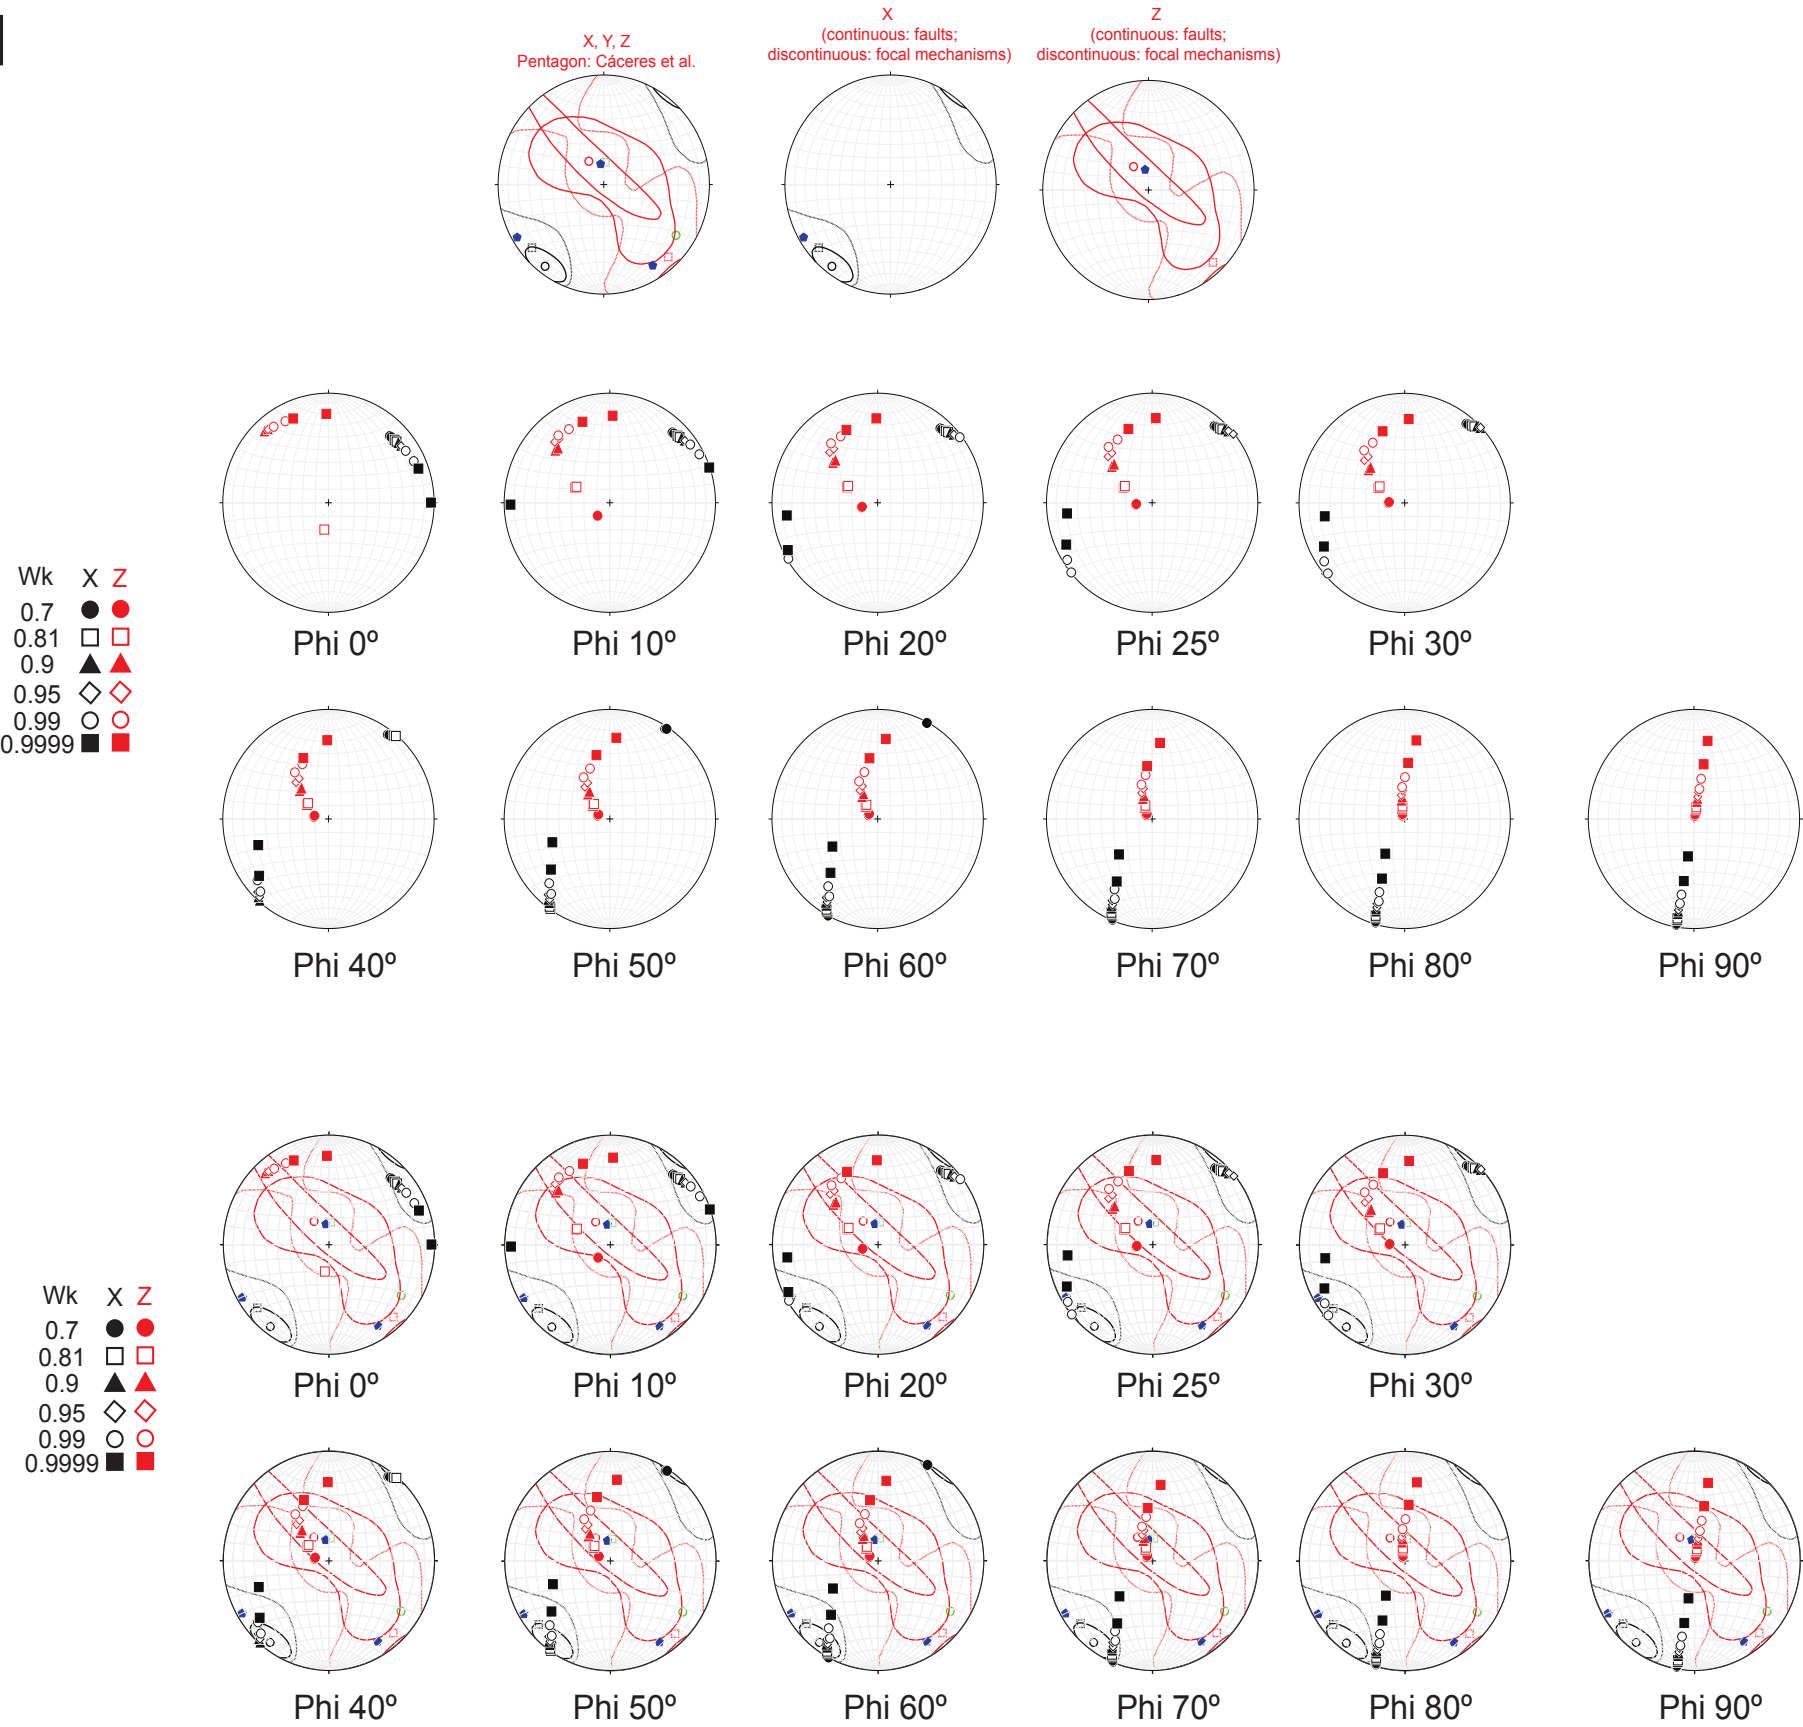 X, Y, Z
Pentagon: Cáceres et al.
X
(continuous: faults;
discontinuous: focal mechanisms)
Z
(continuous: faults;
discontinuous: focal mechanisms)
Phi 0º
Phi 10º
Phi 20º
Phi 25º
Phi 30º
Wk X Z
0.7
0.81
0.9
0.95
0.99
0.9999
Phi 40º
Phi 50º
Phi 60º
Phi 70º
Phi 80º
Phi 90º
Phi 0º
Phi 10º
Phi 20º
Phi 25º
Phi 30º
Wk X Z
0.7
0.81
0.9
0.95
0.99
0.9999
Phi 40º
Phi 50º
Phi 60º
Phi 70º
Phi 80º
Phi 90º